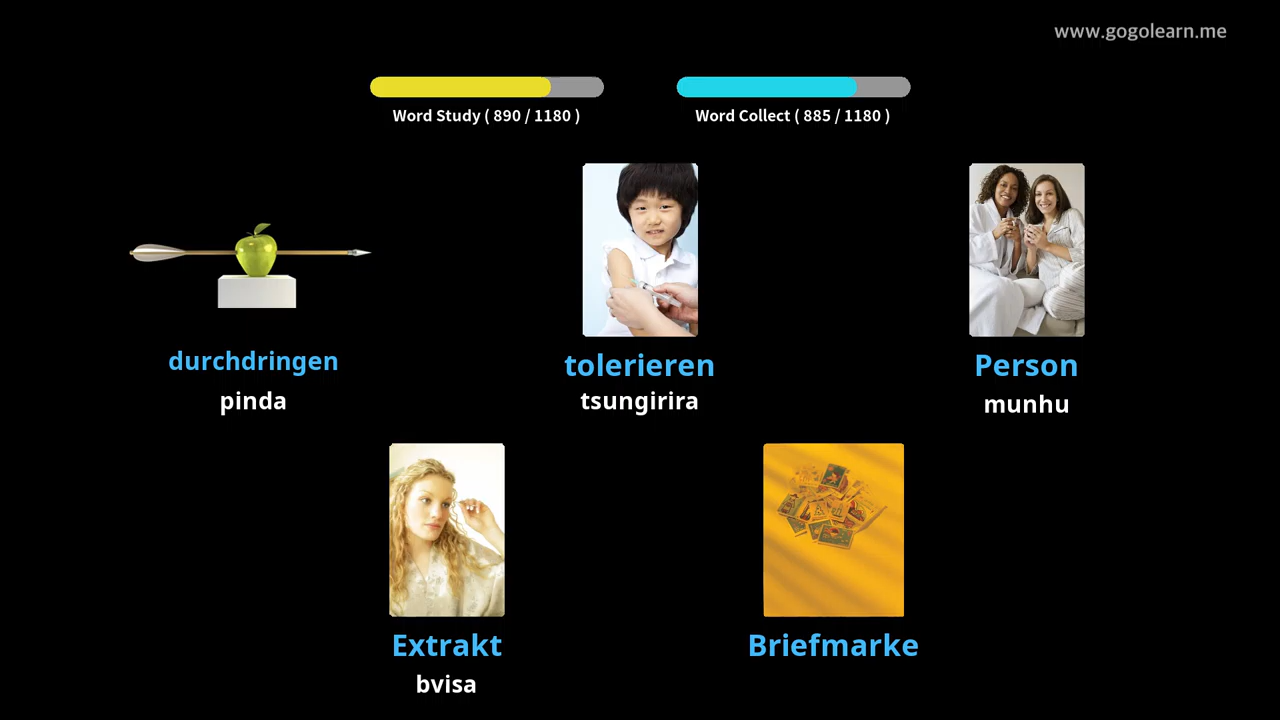 www.gogolearn.me
Word Study ( 890 / 1180 )
Word Collect ( 885 / 1180 )
durchdringen
pinda
tolerieren
tsungirira
Person
munhu
Extrakt
bvisa
Briefmarke